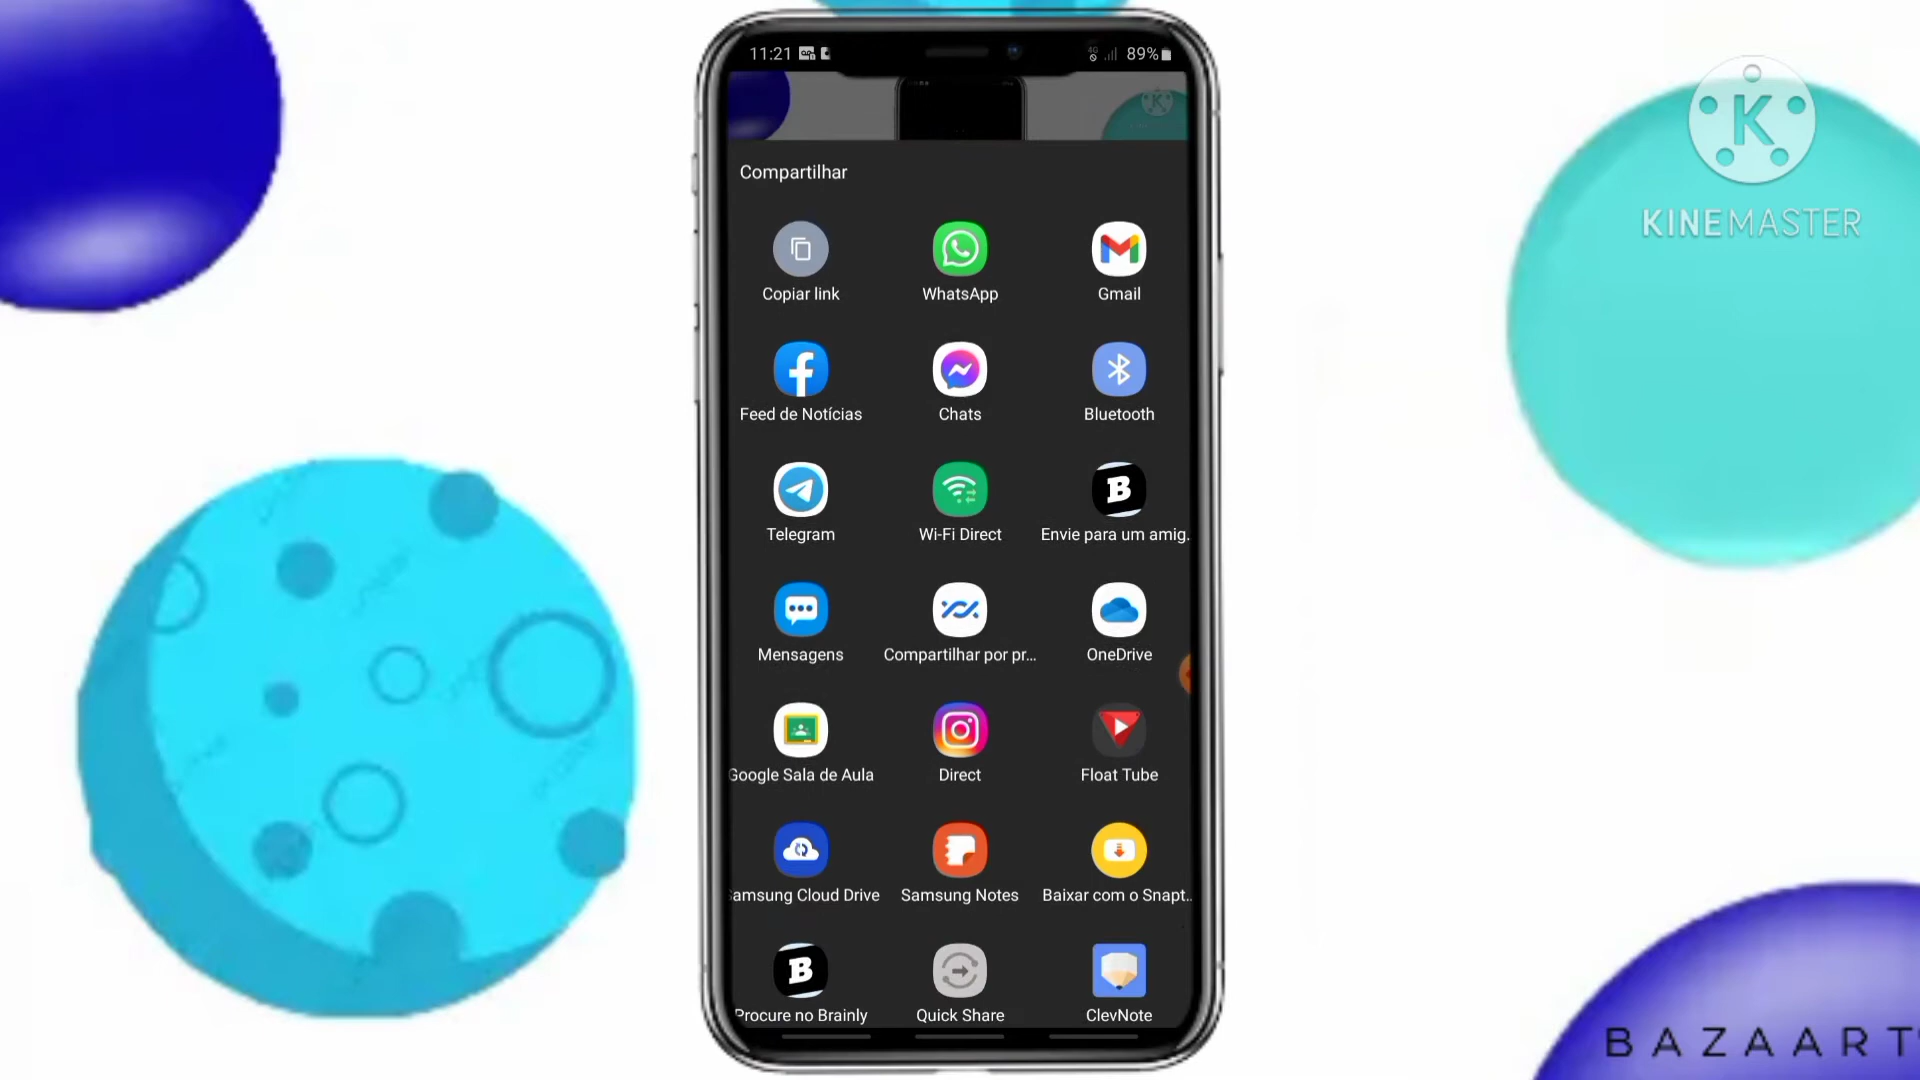 11:21
4G
89%
Compartilhar
Copiar link
WhatsApp
Gmail
Feed de Notícias
Chats
Bluetooth
Telegram
Wi-Fi Direct
Envie para um amig.
Mensagens
Compartilhar por pr...
OneDrive
Google Sala de Aula
Direct
Float Tube
amsung Cloud Drive
Samsung Notes
Baixar com o Snapt..
Procure no Brainly
Quick Share
ClevNote
K
KINEMASTER
BAZAART